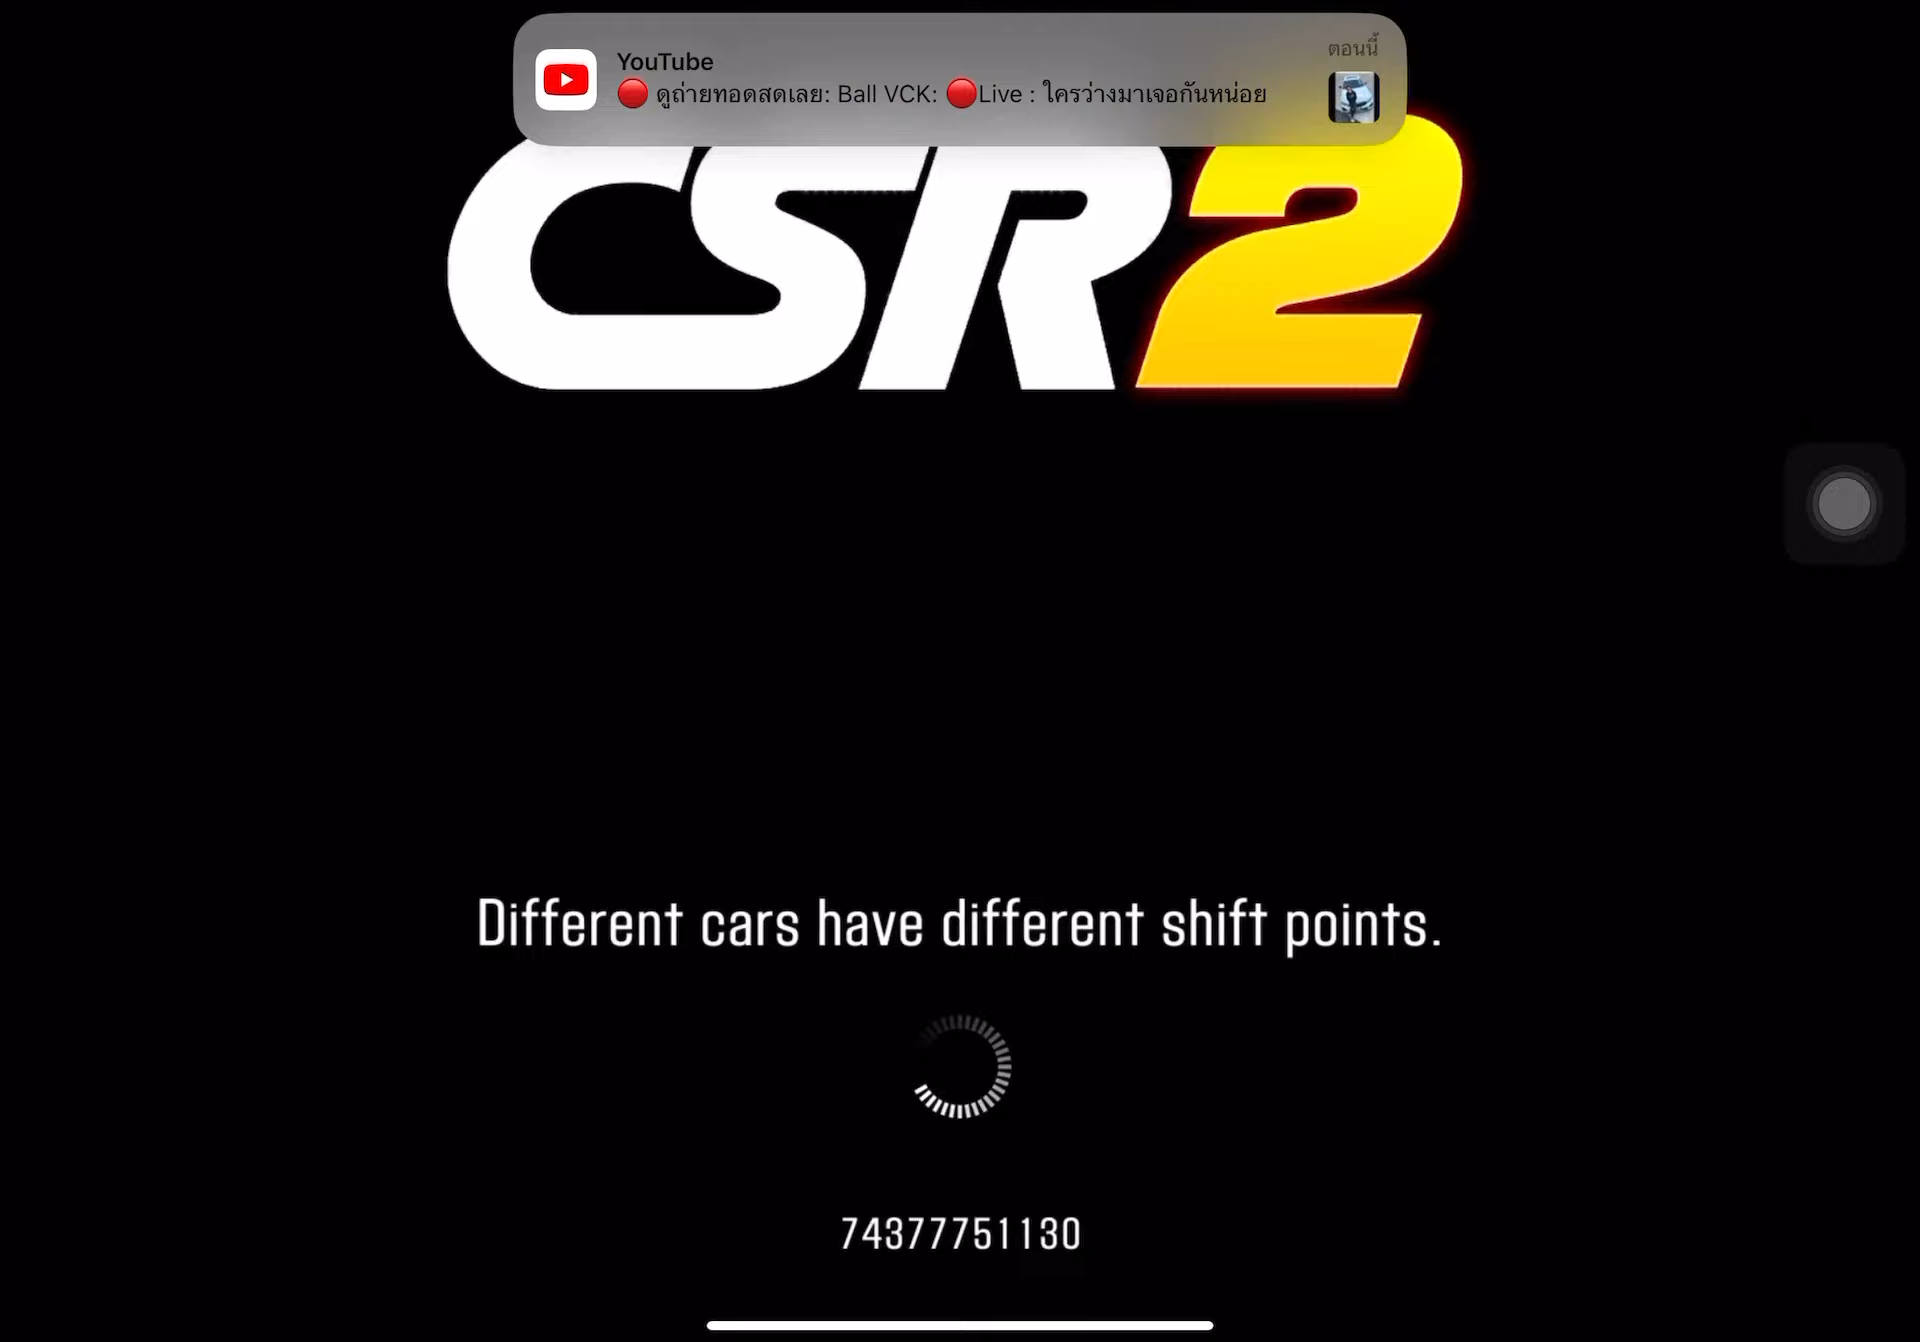 YouTube
ตอนนี้
🔴 ดูถ่ายทอดสดเลย: Ball VCK: 🔴Live : ใครว่างมาเจอกันหน่อย
CSR2
Different cars have different shift points.
74377751130